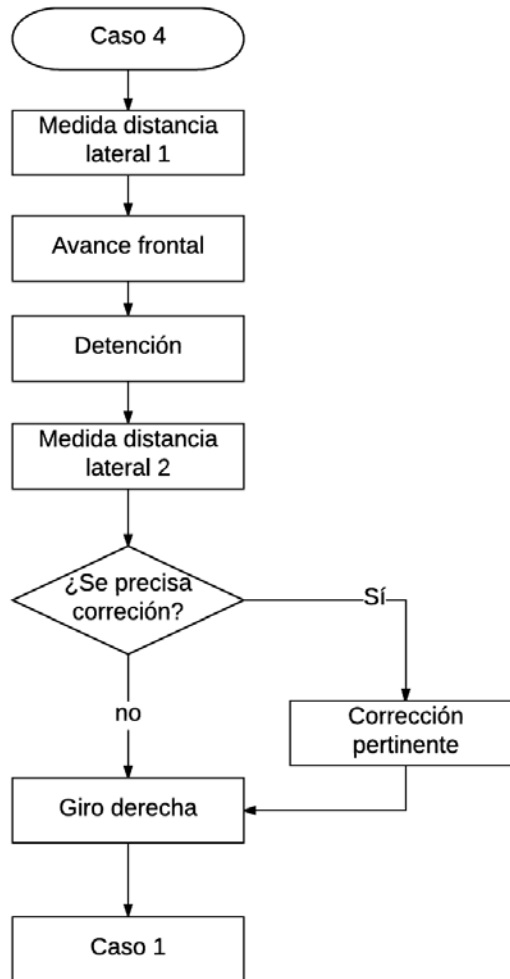 Caso 4
Medida distancia
lateral 1
Avance frontal
Detención
Medida distancia
lateral 2
¿Se precisa
correción?
Sí
no
Corrección
pertinente
Giro derecha
Caso 1